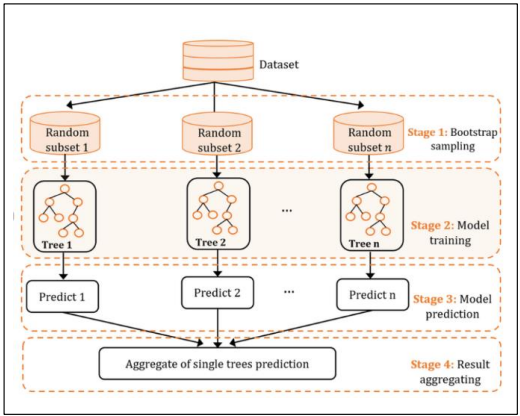 Dataset
Random
subset 1
Random
subset 2
Random
subset n
Stage 1: Bootstrap
sampling
Tree 1
Tree 2
...
Tree n
Stage 2: Model
training
Predict 1
Predict 2
...
Predict n
Stage 3: Model
prediction
Aggregate of single trees prediction
Stage 4: Result
aggregating